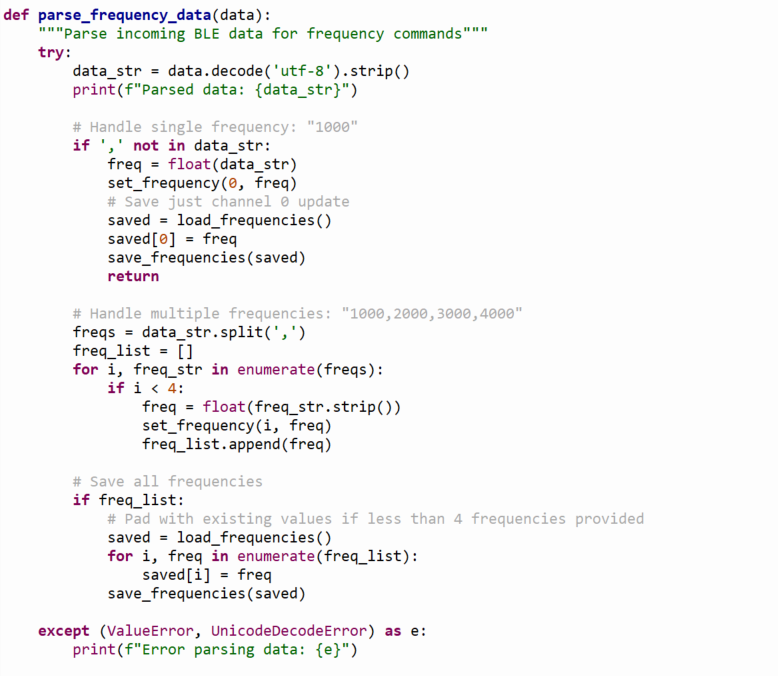 def parse_frequency_data(data):
    """Parse incoming BLE data for frequency commands"""
    try:
        data_str = data.decode('utf-8').strip()
        print(f"Parsed data: {data_str}")

        # Handle single frequency: "1000"
        if ',' not in data_str:
            freq = float(data_str)
            set_frequency(0, freq)
            # Save just channel 0 update
            saved = load_frequencies()
            saved[0] = freq
            save_frequencies(saved)
            return

        # Handle multiple frequencies: "1000,2000,3000,4000"
        freqs = data_str.split(',')
        freq_list = []
        for i, freq_str in enumerate(freqs):
            if i < 4:
                freq = float(freq_str.strip())
                set_frequency(i, freq)
                freq_list.append(freq)

        # Save all frequencies
        if freq_list:
            # Pad with existing values if less than 4 frequencies provided
            saved = load_frequencies()
            for i, freq in enumerate(freq_list):
                saved[i] = freq
            save_frequencies(saved)

    except (ValueError, UnicodeDecodeError) as e:
        print(f"Error parsing data: {e}")